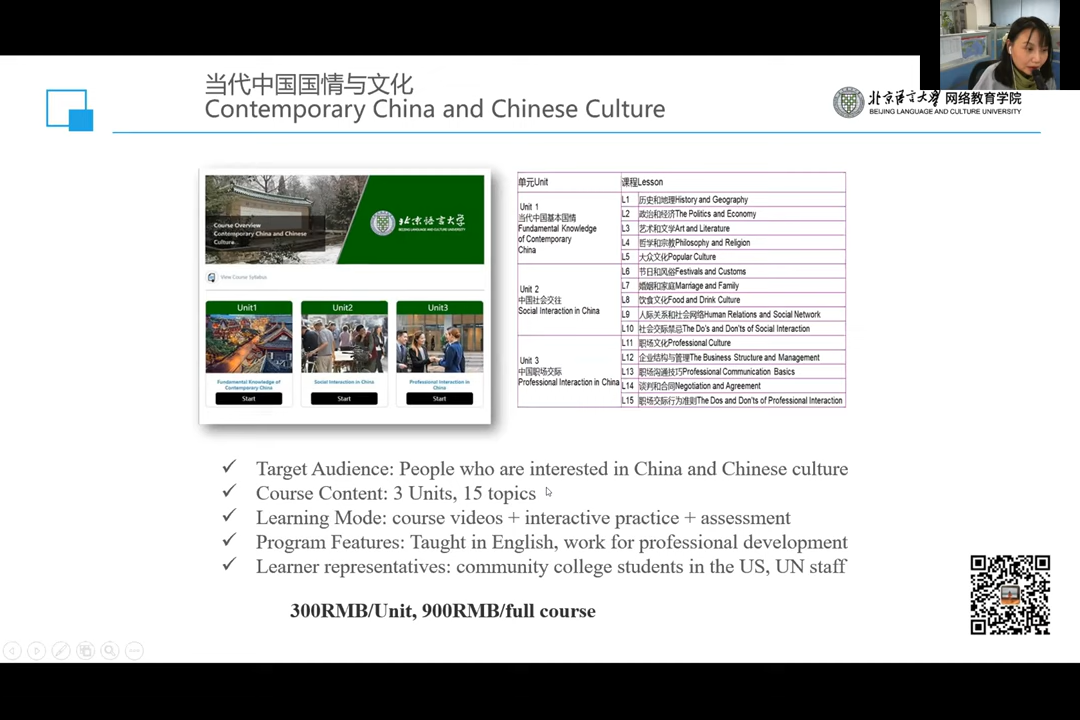 当代中国国情与文化
Contemporary China and Chinese Culture
北京语言大学 网络教育学院
BEIJING LANGUAGE AND CULTURE UNIVERSITY
Course Overview
Contemporary China and Chinese
Culture
北京语言大学
BEIJING LANGUAGE AND CULTURE UNIVERSITY
View Course Syllabus
Unit1
Unit2
Unit3
Fundamental Knowledge of
Contemporary China
Social Interaction in China
Professional Interaction in
China
Start
Start
Start
单元Unit
课程Lesson
Unit 1
当代中国基本国情
Fundamental Knowledge
of Contemporary
China
L1 历史和地理History and Geography
L2 政治和经济The Politics and Economy
L3 艺术和文学Art and Literature
L4 哲学和宗教Philosophy and Religion
L5 大众文化Popular Culture
Unit 2
中国社会交往
Social Interaction in China
L6 节日和风俗Festivals and Customs
L7 婚姻和家庭Marriage and Family
L8 饮食文化Food and Drink Culture
L9 人际关系和社会网络Human Relations and Social Network
L10 社会交际禁忌The Do's and Don'ts of Social Interaction
Unit 3
中国职场交际
Professional Interaction in China
L11 职场文化Professional Culture
L12 企业结构与管理The Business Structure and Management
L13 职场沟通技巧Professional Communication Basics
L14 谈判和合同Negotiation and Agreement
L15 职场交际行为准则The Dos and Don'ts of Professional Interaction
Target Audience: People who are interested in China and Chinese culture
Course Content: 3 Units, 15 topics
Learning Mode: course videos + interactive practice + assessment
Program Features: Taught in English, work for professional development
Learner representatives: community college students in the US, UN staff
300RMB/Unit, 900RMB/full course